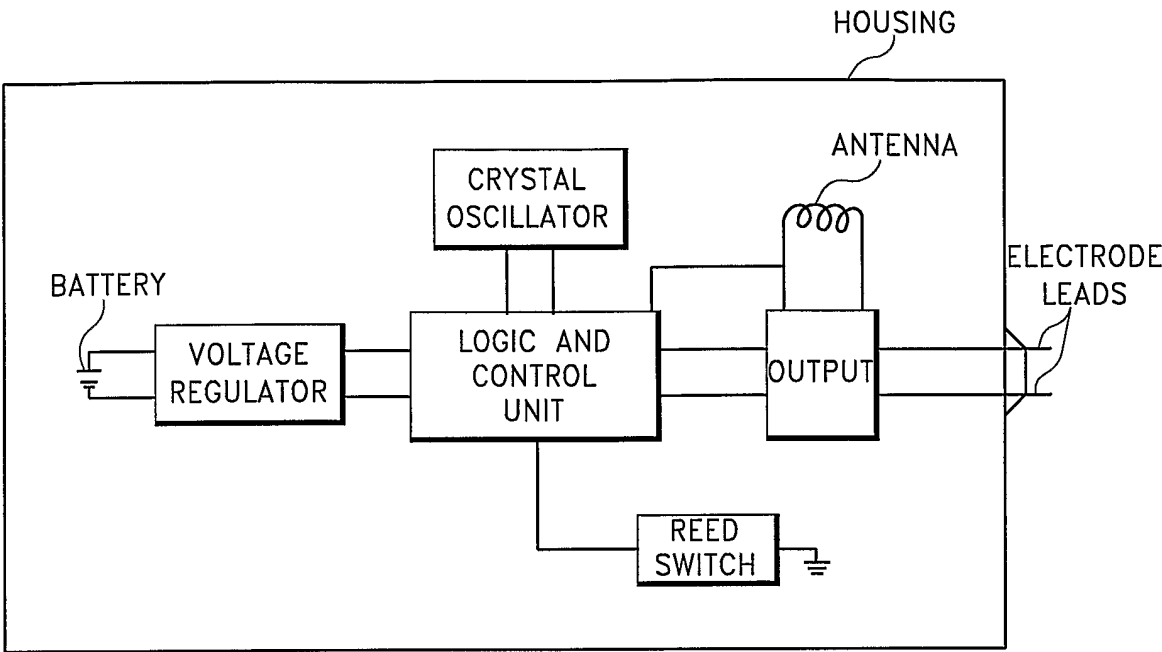 HOUSING
ANTENNA
CRYSTAL
OSCILLATOR
ELECTRODE
LEADS
BATTERY
VOLTAGE
REGULATOR
LOGIC AND
CONTROL
UNIT
OUTPUT
REED
SWITCH